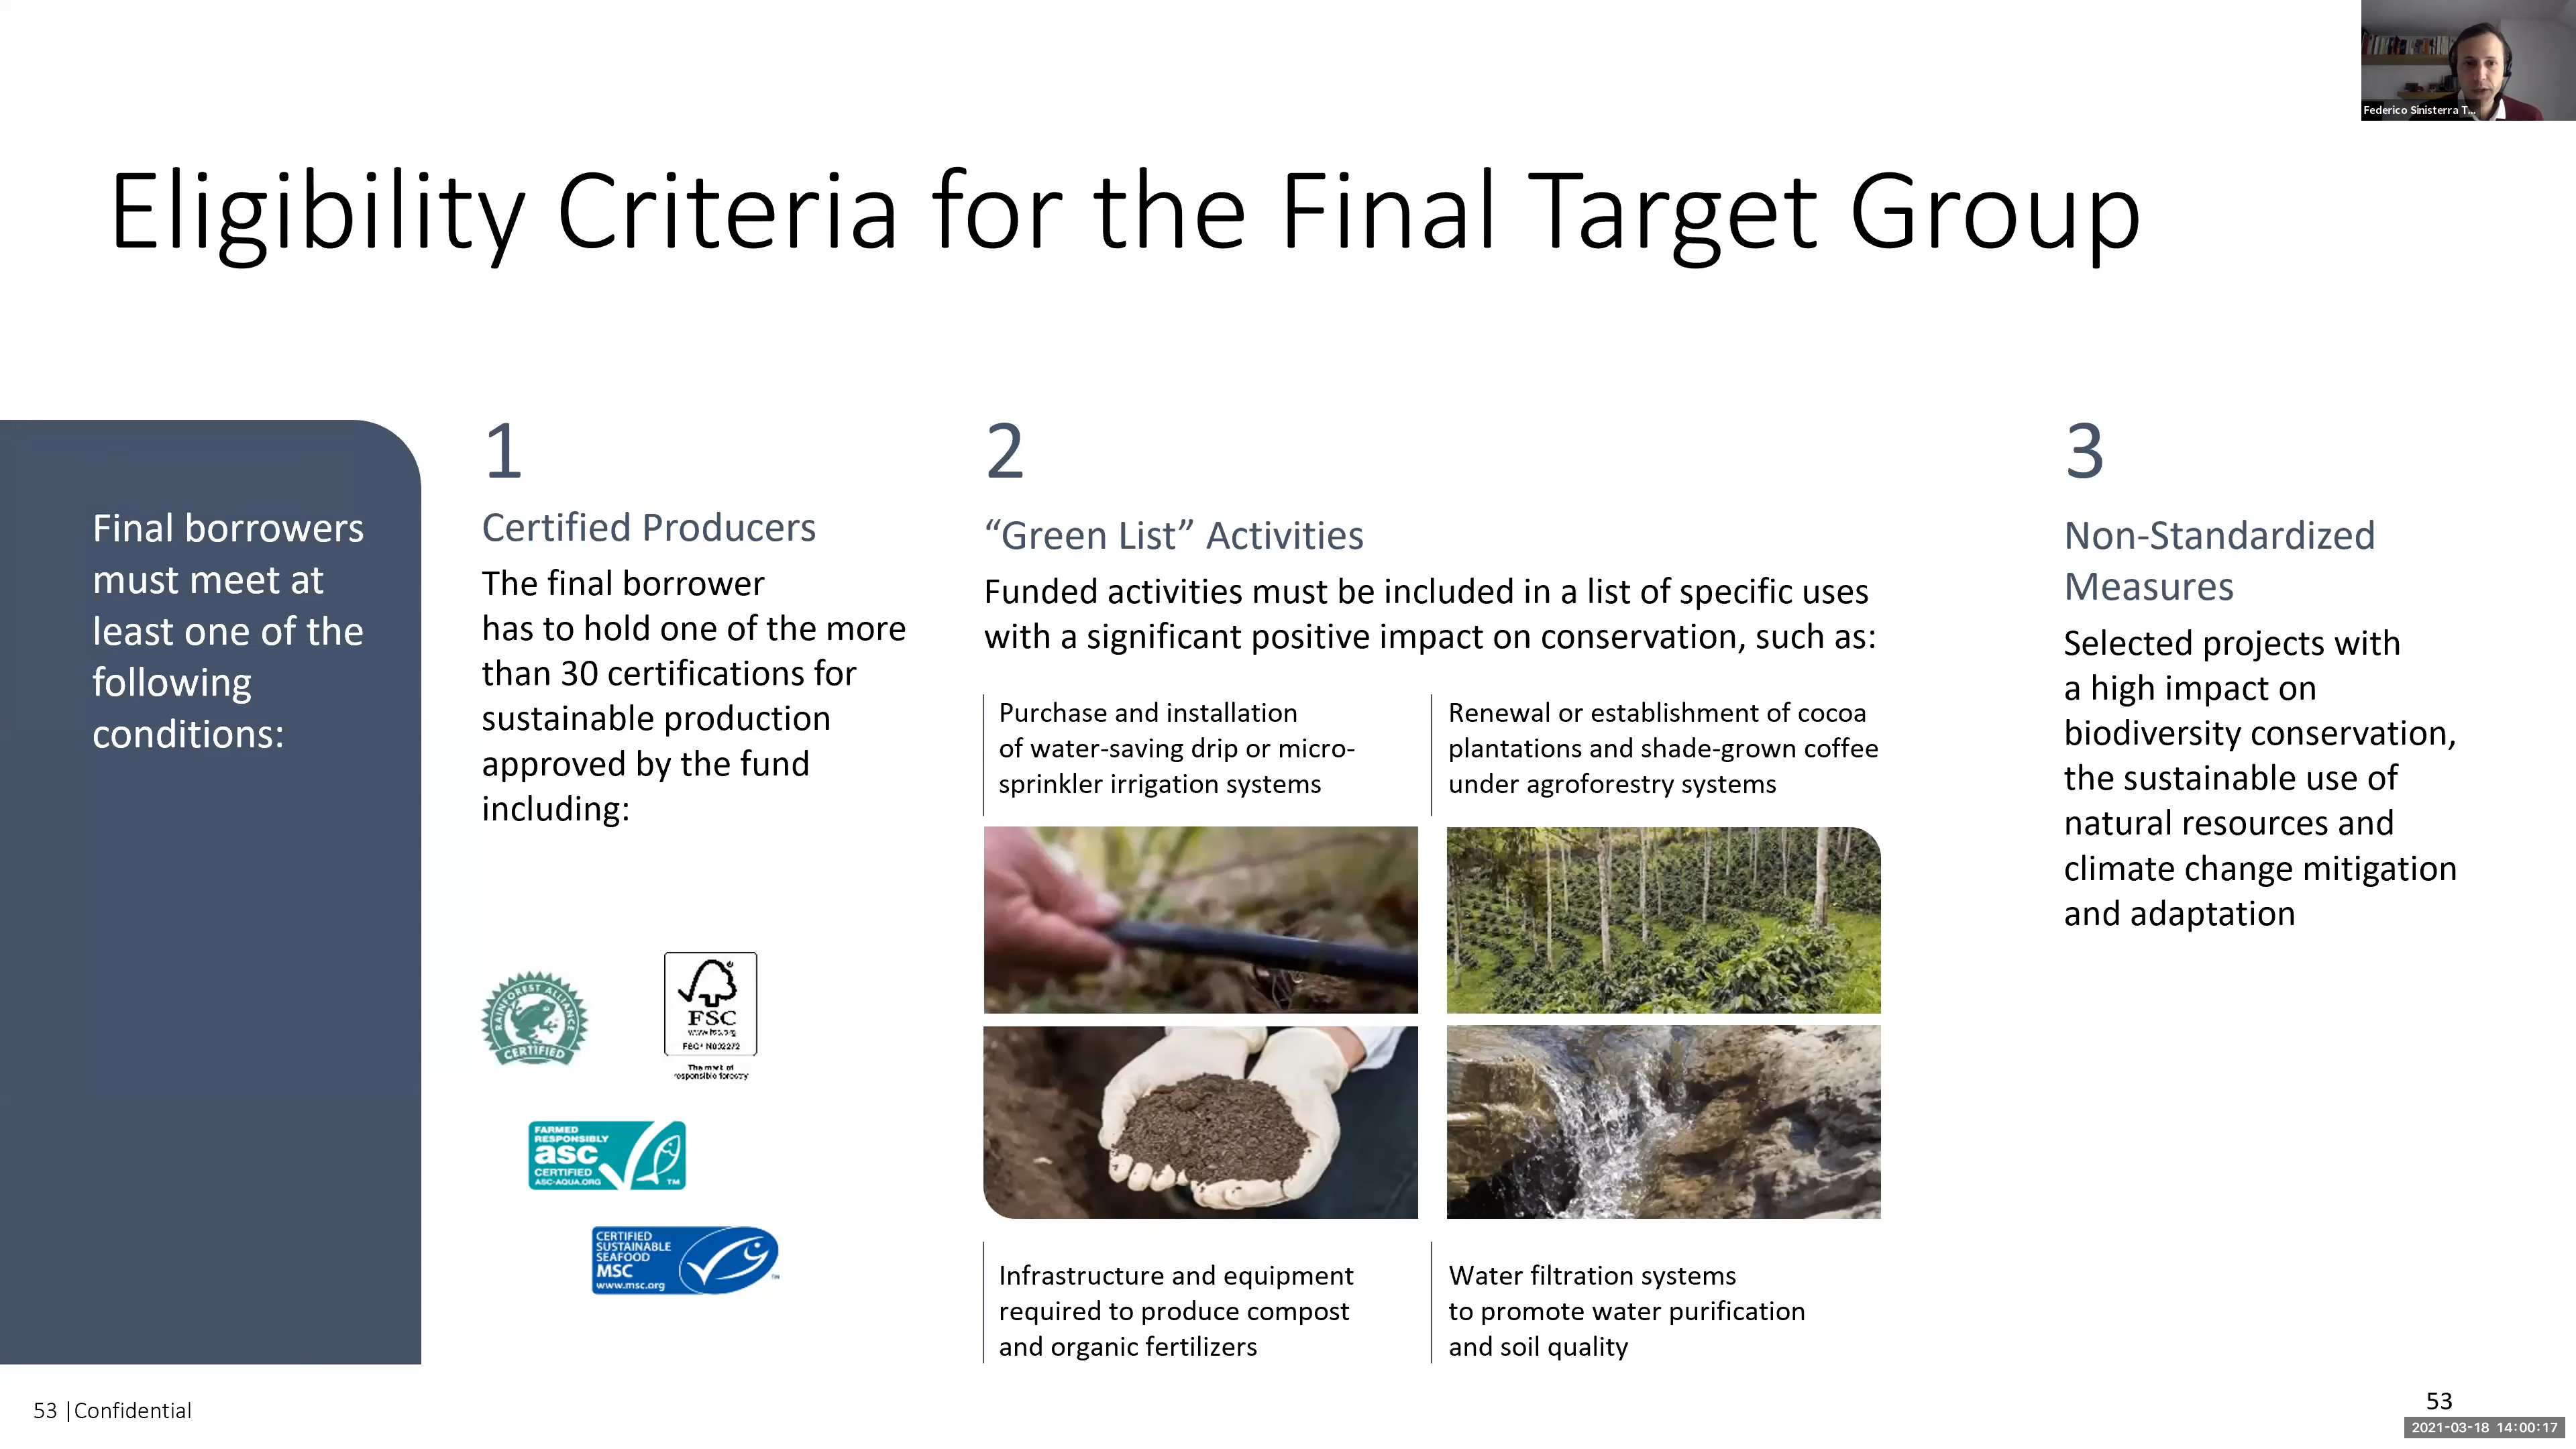 Federico Sinisterra T...
Eligibility Criteria for the Final Target Group
Final borrowers
must meet at
least one of the
following
conditions:
1
Certified Producers
The final borrower
has to hold one of the more
than 30 certifications for
sustainable production
approved by the fund
including:
RAINFOREST ALLIANCE
CERTIFIED
FSC
www.fsc.org
FSC® N002272
The mark of
responsible forestry
FARMED
RESPONSIBLY
asc
CERTIFIED
ASC-AQUA.ORG
TM
CERTIFIED
SUSTAINABLE
SEAFOOD
MSC
www.msc.org
TM
2
“Green List” Activities
Funded activities must be included in a list of specific uses
with a significant positive impact on conservation, such as:
Purchase and installation
of water-saving drip or micro-
sprinkler irrigation systems
Renewal or establishment of cocoa
plantations and shade-grown coffee
under agroforestry systems
Infrastructure and equipment
required to produce compost
and organic fertilizers
Water filtration systems
to promote water purification
and soil quality
3
Non-Standardized
Measures
Selected projects with
a high impact on
biodiversity conservation,
the sustainable use of
natural resources and
climate change mitigation
and adaptation
53 |Confidential
53
2021-03-18 14:00:17